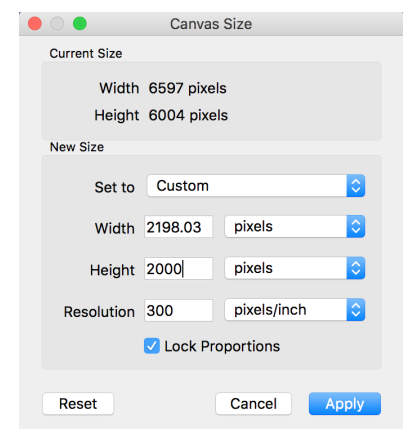 Canvas Size
Current Size
Width 6597 pixels
Height 6004 pixels
New Size
Set to Custom
Width 2198.03 pixels
Height 2000 pixels
Resolution 300 pixels/inch
Lock Proportions
Reset Cancel Apply